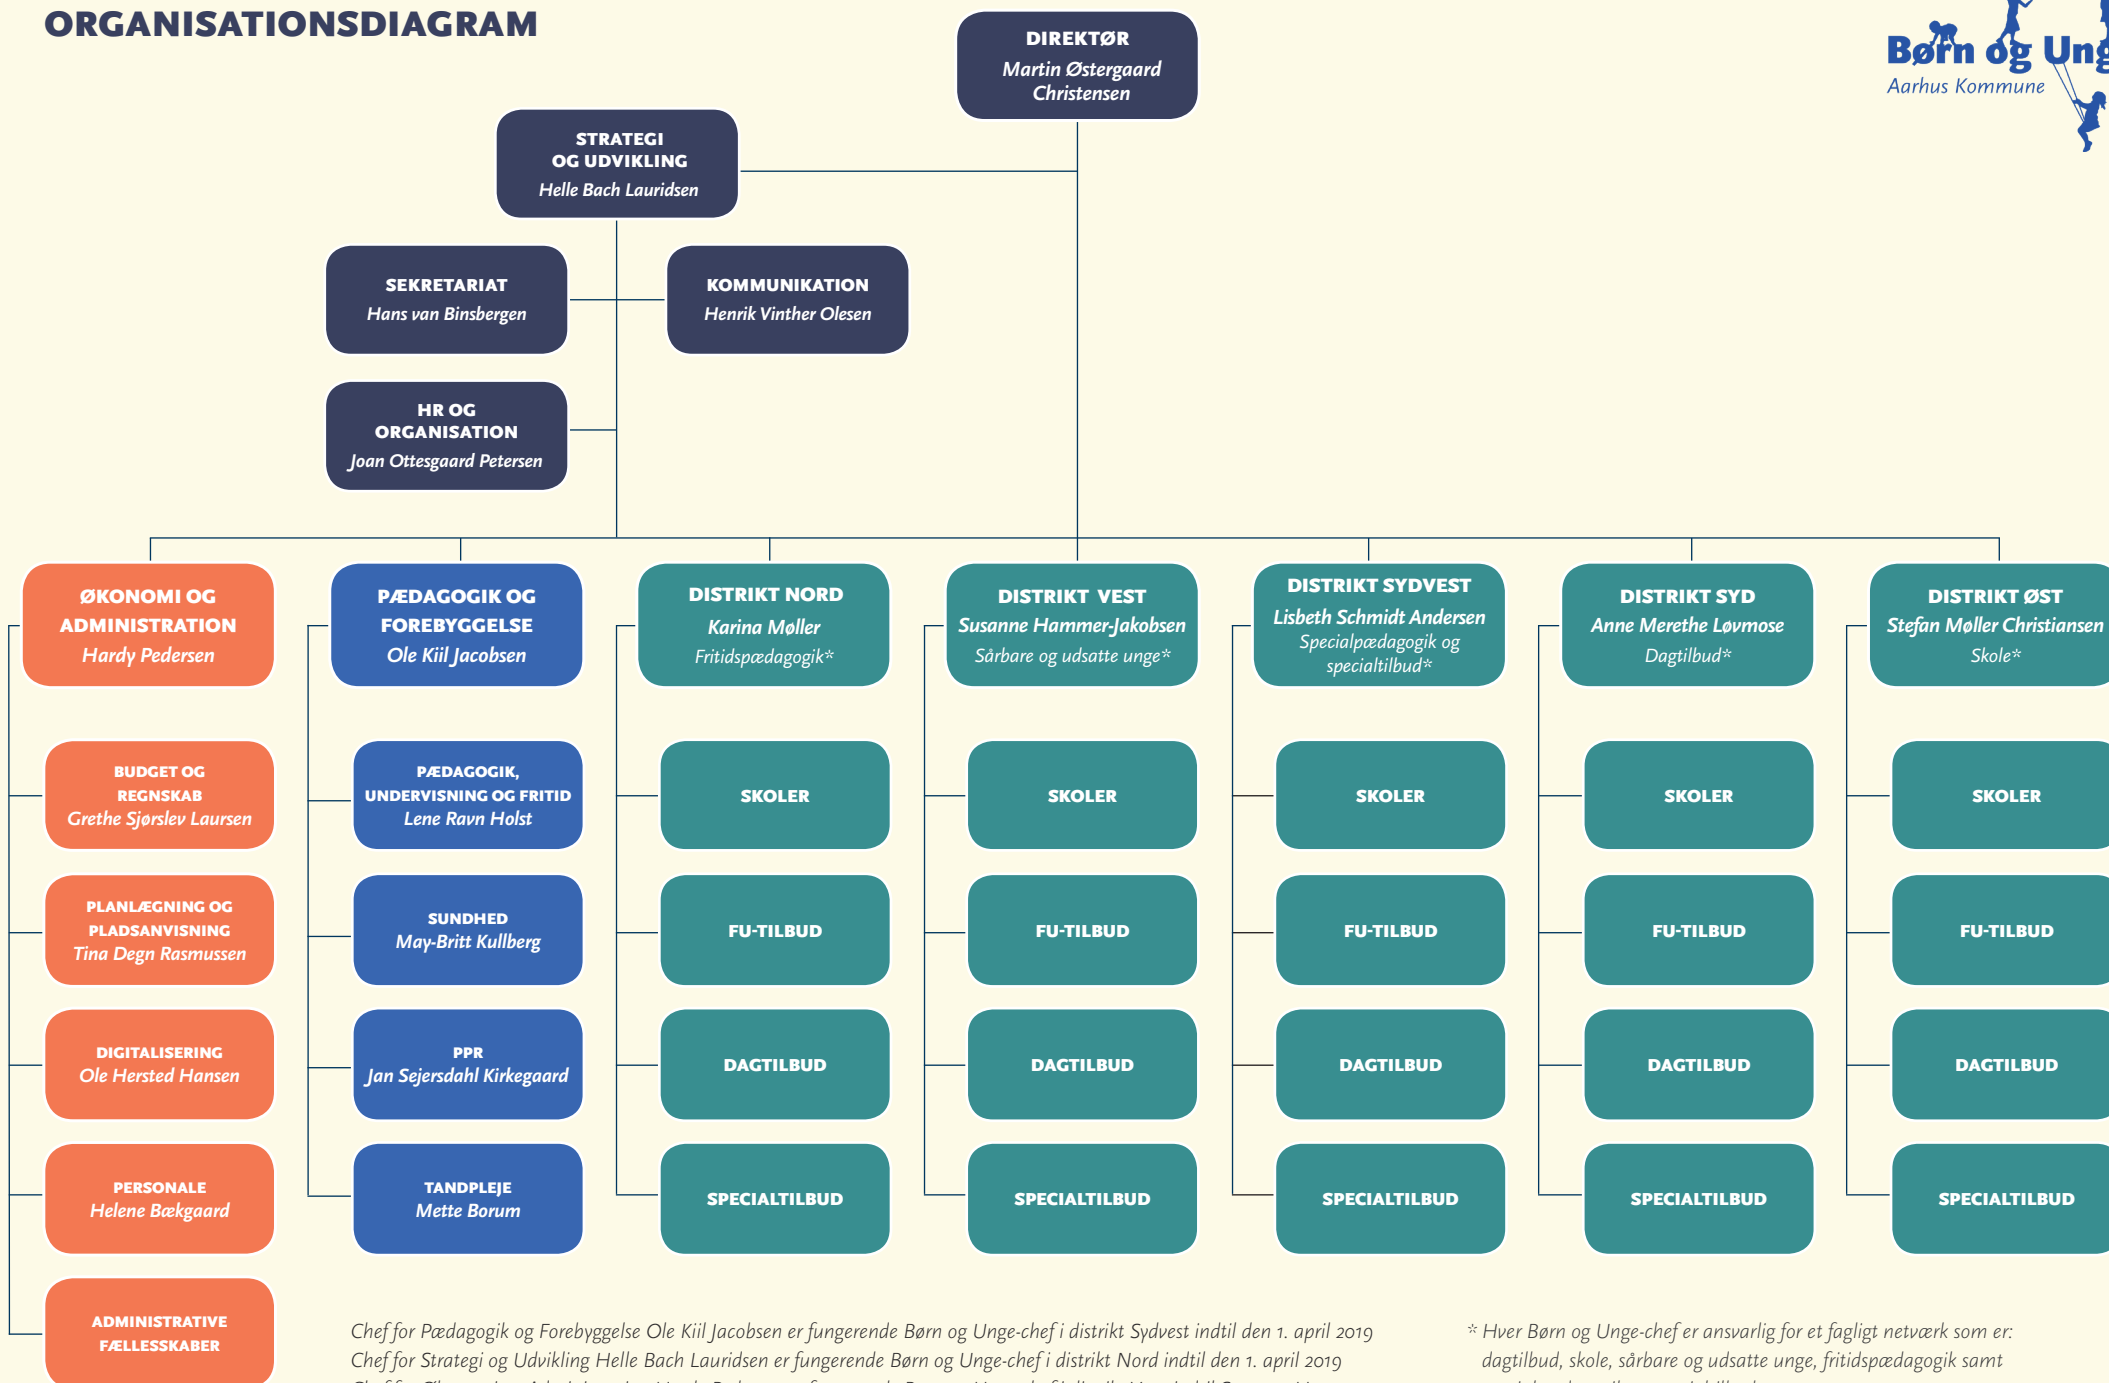 ORGANISATIONSDIAGRAM
DIREKTØR
Martin Østergaard
Christensen
Børn og
Aarhus Kommune
STRATEGI
OG UDVIKLING
Helle Bach Lauridsen
SEKRETARIAT
Hans van Binsbergen
KOMMUNIKATION
Henrik Vinther Olesen
HR OG
ORGANISATION
Joan Ottesgaard Petersen
ØKONOMI OG
ADMINISTRATION
Hardy Pedersen
PÆDAGOGIK OG
FOREBYGGELSE
Ole Kiil Jacobsen
DISTRIKT NORD
Karina Møller
Fritidspædagogik*
DISTRIKT VEST
Susanne Hammer-Jakobsen
Sårbare og udsatte unge*
DISTRIKT SYDVEST
Lisbeth Schmidt Andersen
Specialpædagogik og
specialtilbud*
DISTRIKT SYD
Anne Merethe Løvmose
Dagtilbud*
DISTRIKT ØST
Stefan Møller Christiansen
Skole*
BUDGET OG
REGNSKAB
Grethe Sjørslev Laursen
PÆDAGOGIK,
UNDERVISNING OG FRITID
Lene Ravn Holst
SKOLER
SKOLER
SKOLER
SKOLER
SKOLER
PLANLÆGNING OG
PLADSANVISNING
Tina Degn Rasmussen
SUNDHED
May-Britt Kullberg
FU-TILBUD
FU-TILBUD
FU-TILBUD
FU-TILBUD
FU-TILBUD
DIGITALISERING
Ole Hersted Hansen
PPR
Jan Sejersdahl Kirkegaard
DAGTILBUD
DAGTILBUD
DAGTILBUD
DAGTILBUD
DAGTILBUD
PERSONALE
Helene Bækgaard
TANDPLEJE
Mette Borum
SPECIALTILBUD
SPECIALTILBUD
SPECIALTILBUD
SPECIALTILBUD
SPECIALTILBUD
ADMINISTRATIVE
FÆLLESSKABER
Chef for Pædagogik og Forebyggelse Ole Kiil Jacobsen er fungerende Børn og Unge-chef i distrikt Sydvest indtil den 1. april 2019
Chef for Strategi og Udvikling Helle Bach Lauridsen er fungerende Børn og Unge-chef i distrikt Nord indtil den 1. april 2019
* Hver Børn og Unge-chef er ansvarlig for et fagligt netværk som er:
dagtilbud, skole, sårbare og udsatte unge, fritidspædagogik samt